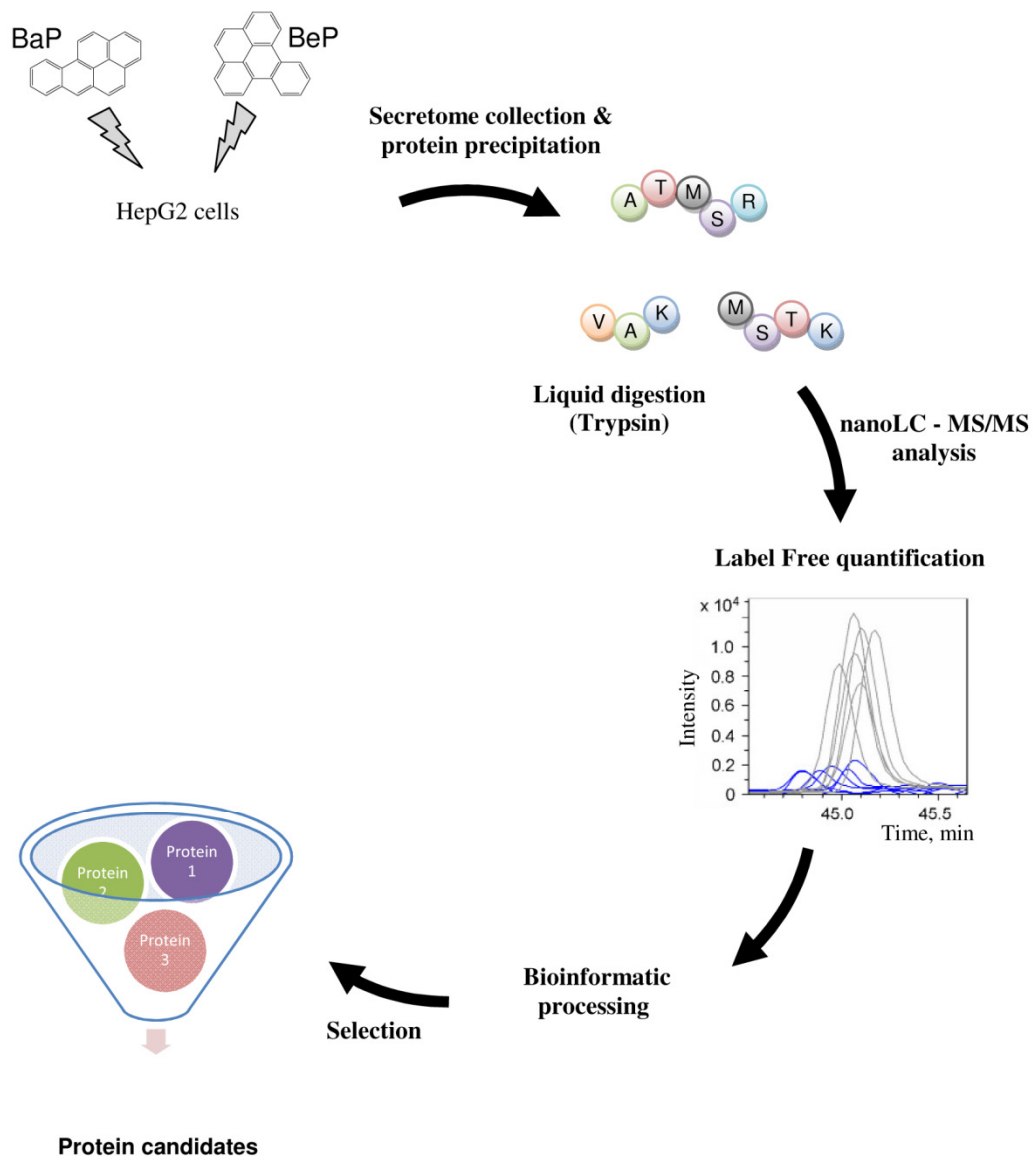 BaP
BeP
HepG2 cells
Secretome collection &
protein precipitation
A T M S R
V A K
M S T K
Liquid digestion
(Trypsin)
nanoLC - MS/MS
analysis
Label Free quantification
x 10⁴
1.0
0.8
0.6
0.4
0.2
0
Intensity
45.0
45.5
Time, min
Bioinformatic
processing
Selection
Protein
1
Protein
2
Protein
3
Protein candidates